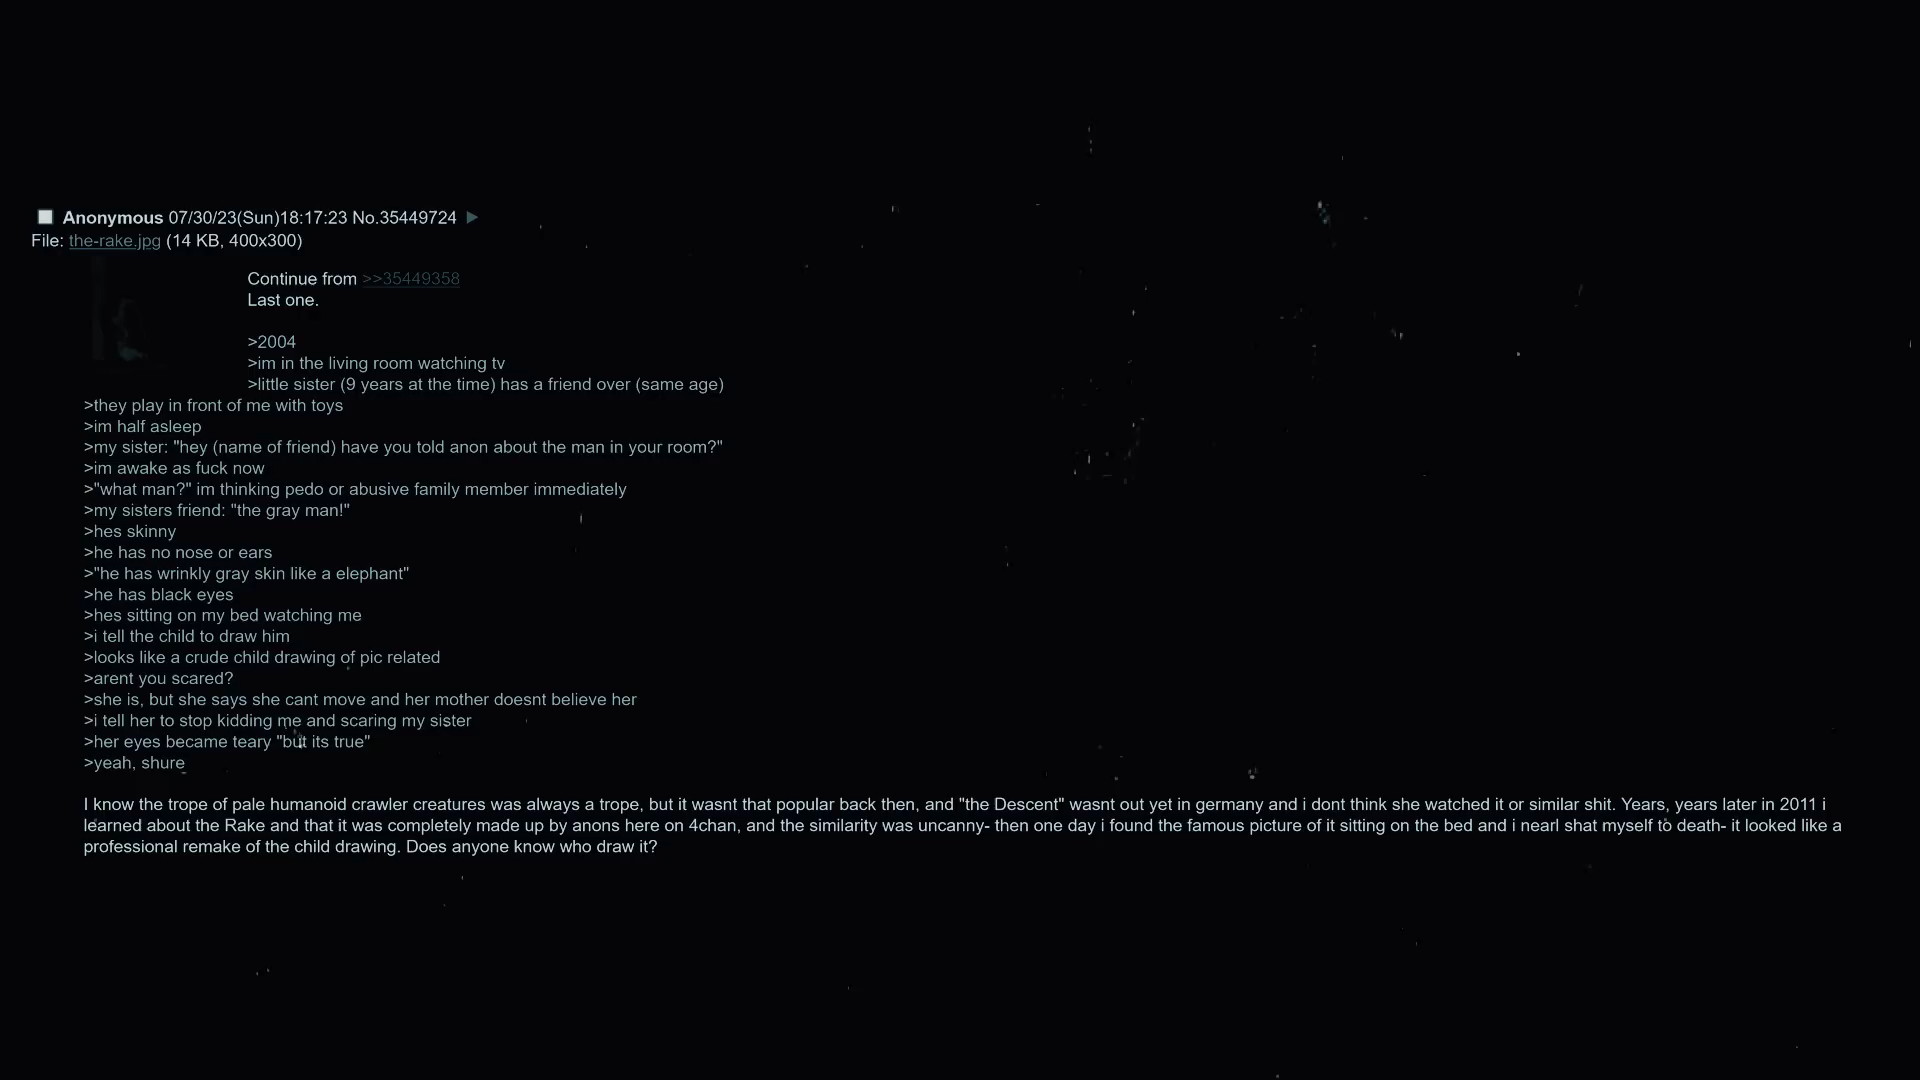 Anonymous 07/30/23(Sun)18:17:23 No.35449724
File: the-rake.jpg (14 KB, 400x300)
Continue from >>35449358
Last one.
>2004
>im in the living room watching tv
>little sister (9 years at the time) has a friend over (same age)
>they play in front of me with toys
>im half asleep
>my sister: "hey (name of friend) have you told anon about the man in your room?"
>im awake as fuck now
>"what man?" im thinking pedo or abusive family member immediately
>my sisters friend: "the gray man!"
>hes skinny
>he has no nose or ears
>"he has wrinkly gray skin like a elephant"
>he has black eyes
>hes sitting on my bed watching me
>i tell the child to draw him
>looks like a crude child drawing of pic related
>arent you scared?
>she is, but she says she cant move and her mother doesnt believe her
>i tell her to stop kidding me and scaring my sister
>her eyes became teary "but its true"
>yeah, shure
I know the trope of pale humanoid crawler creatures was always a trope, but it wasnt that popular back then, and "the Descent" wasnt out yet in germany and i dont think she watched it or similar shit. Years, years later in 2011 i
learned about the Rake and that it was completely made up by anons here on 4chan, and the similarity was uncanny- then one day i found the famous picture of it sitting on the bed and i nearl shat myself to death- it looked like a
professional remake of the child drawing. Does anyone know who draw it?